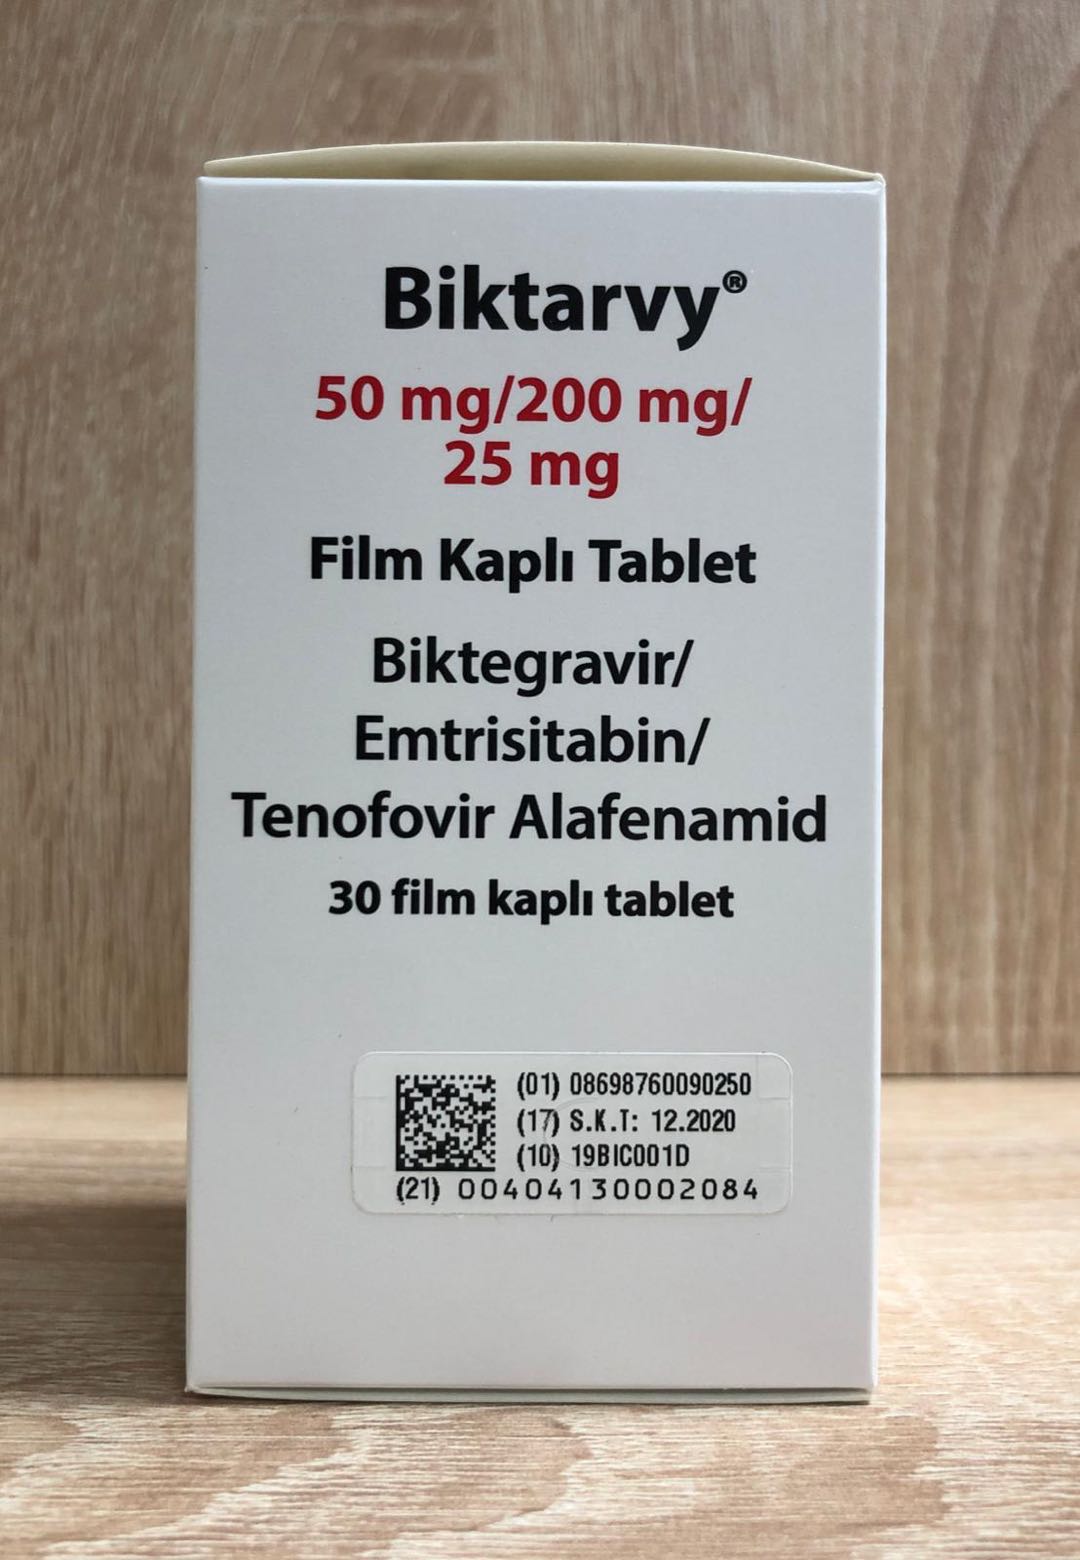 Biktarvy®
50 mg/200 mg/
25 mg
Film Kaplı Tablet
Biktegravir/
Emtrisitabin/
Tenofovir Alafenamid
30 film kaplı tablet
(01) 08698760090250
(17) S.K.T: 12.2020
(10) 19BIC001D
(21) 00404130002084